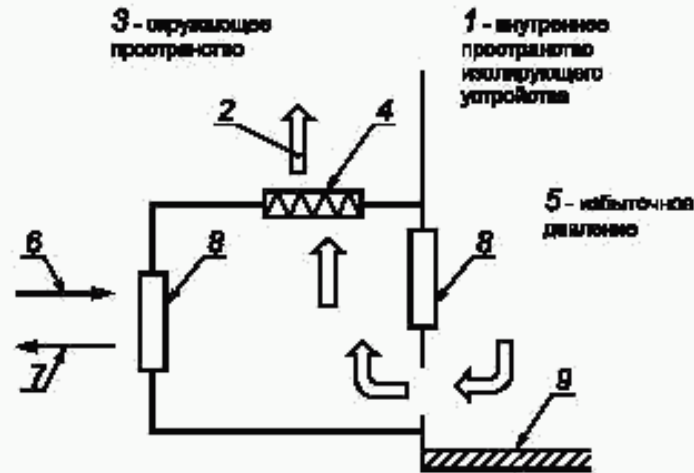 3 - окружающее
пространство
1 - внутреннее
пространство
изолирующего
устройства
2
4
5 - избыточное
давление
6
8
8
7
9